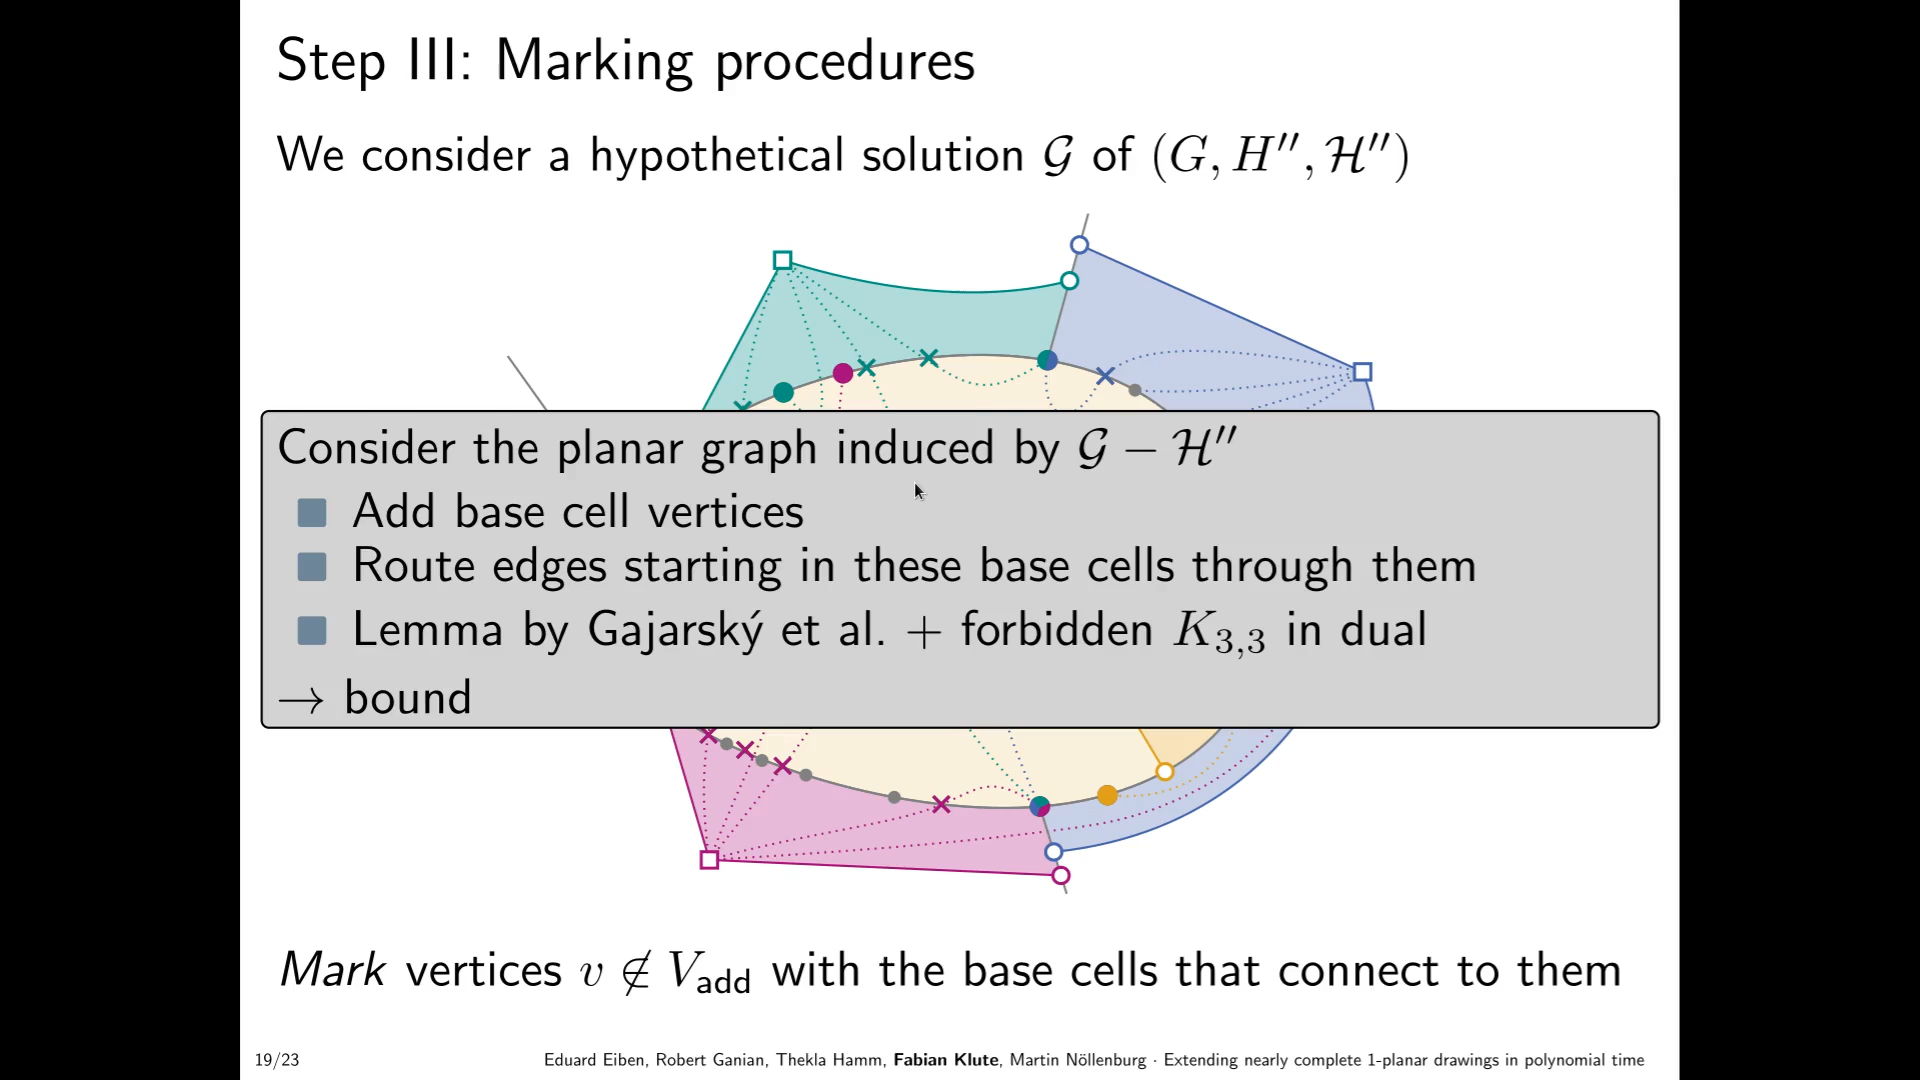 Step III: Marking procedures
We consider a hypothetical solution 𝒢 of (G, H″, ℋ″)
Consider the planar graph induced by 𝒢 − ℋ″
Add base cell vertices
Route edges starting in these base cells through them
Lemma by Gajarský et al. + forbidden K₃,₃ in dual
→ bound
Mark vertices v ∉ V_add with the base cells that connect to them
19/23 Eduard Eiben, Robert Ganian, Thekla Hamm, Fabian Klute, Martin Nöllenburg · Extending nearly complete 1-planar drawings in polynomial time